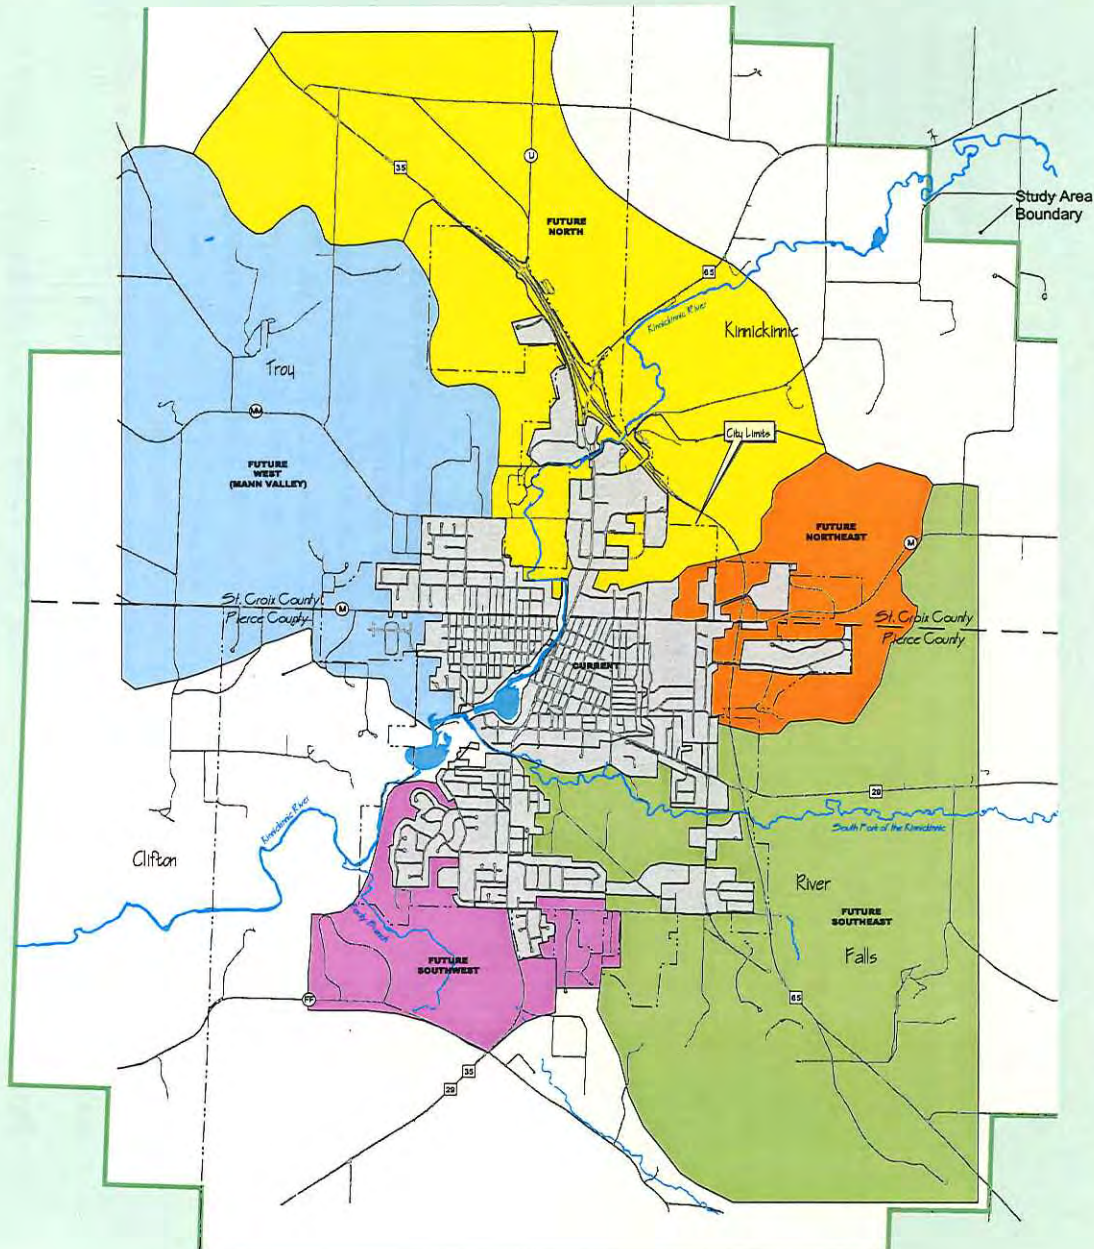 Study Area
Boundary
35
U
FUTURE
NORTH
65
Kinnickinnic River
Kinnickinnic
Troy
MM
City Limits
FUTURE
WEST
(MANN VALLEY)
FUTURE
NORTHEAST
M
St. Croix County
Pierce County
M
St. Croix County
Pierce County
CURRENT
29
South Fork of the Kinnickinnic
Kinnickinnic River
Clifton
River
Falls
FUTURE
SOUTHEAST
Branch
FUTURE
SOUTHWEST
FF
65
35
29